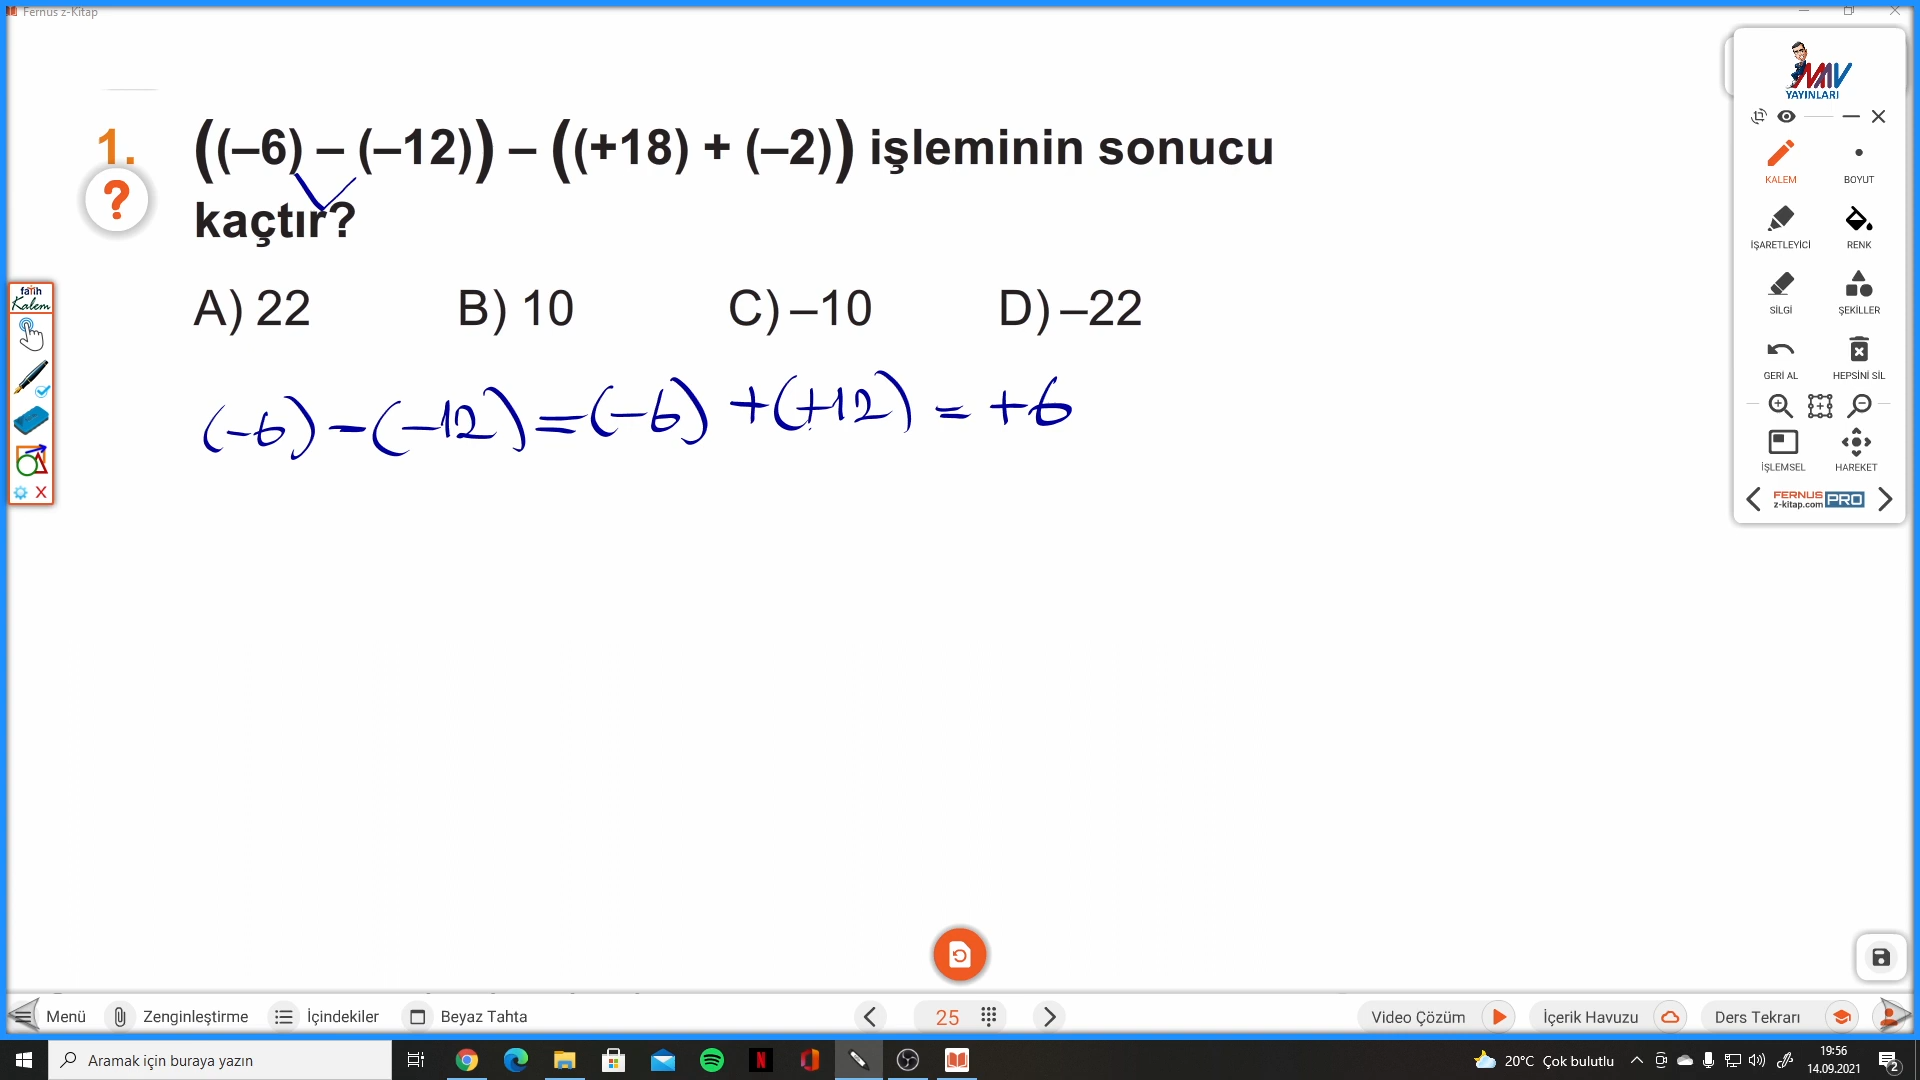 Fernus z-Kitap
MAV
YAYINLARI
1. ((–6) – (–12)) – ((+18) + (–2)) işleminin sonucu
?
kaçtır?
A) 22 B) 10 C) –10 D) –22
(-6) - (-12) = (-6) + (+12) = +6
fatih
Kalem
X
KALEM BOYUT
İŞARETLEYİCİ RENK
SİLGİ ŞEKİLLER
GERİ AL HEPSİNİ SİL
İŞLEMSEL HAREKET
FERNUS PRO
z-kitap.com
Menü Zenginleştirme İçindekiler Beyaz Tahta 25 Video Çözüm İçerik Havuzu Ders Tekrarı
Aramak için buraya yazın 20°C Çok bulutlu 19:56
14.09.2021 2